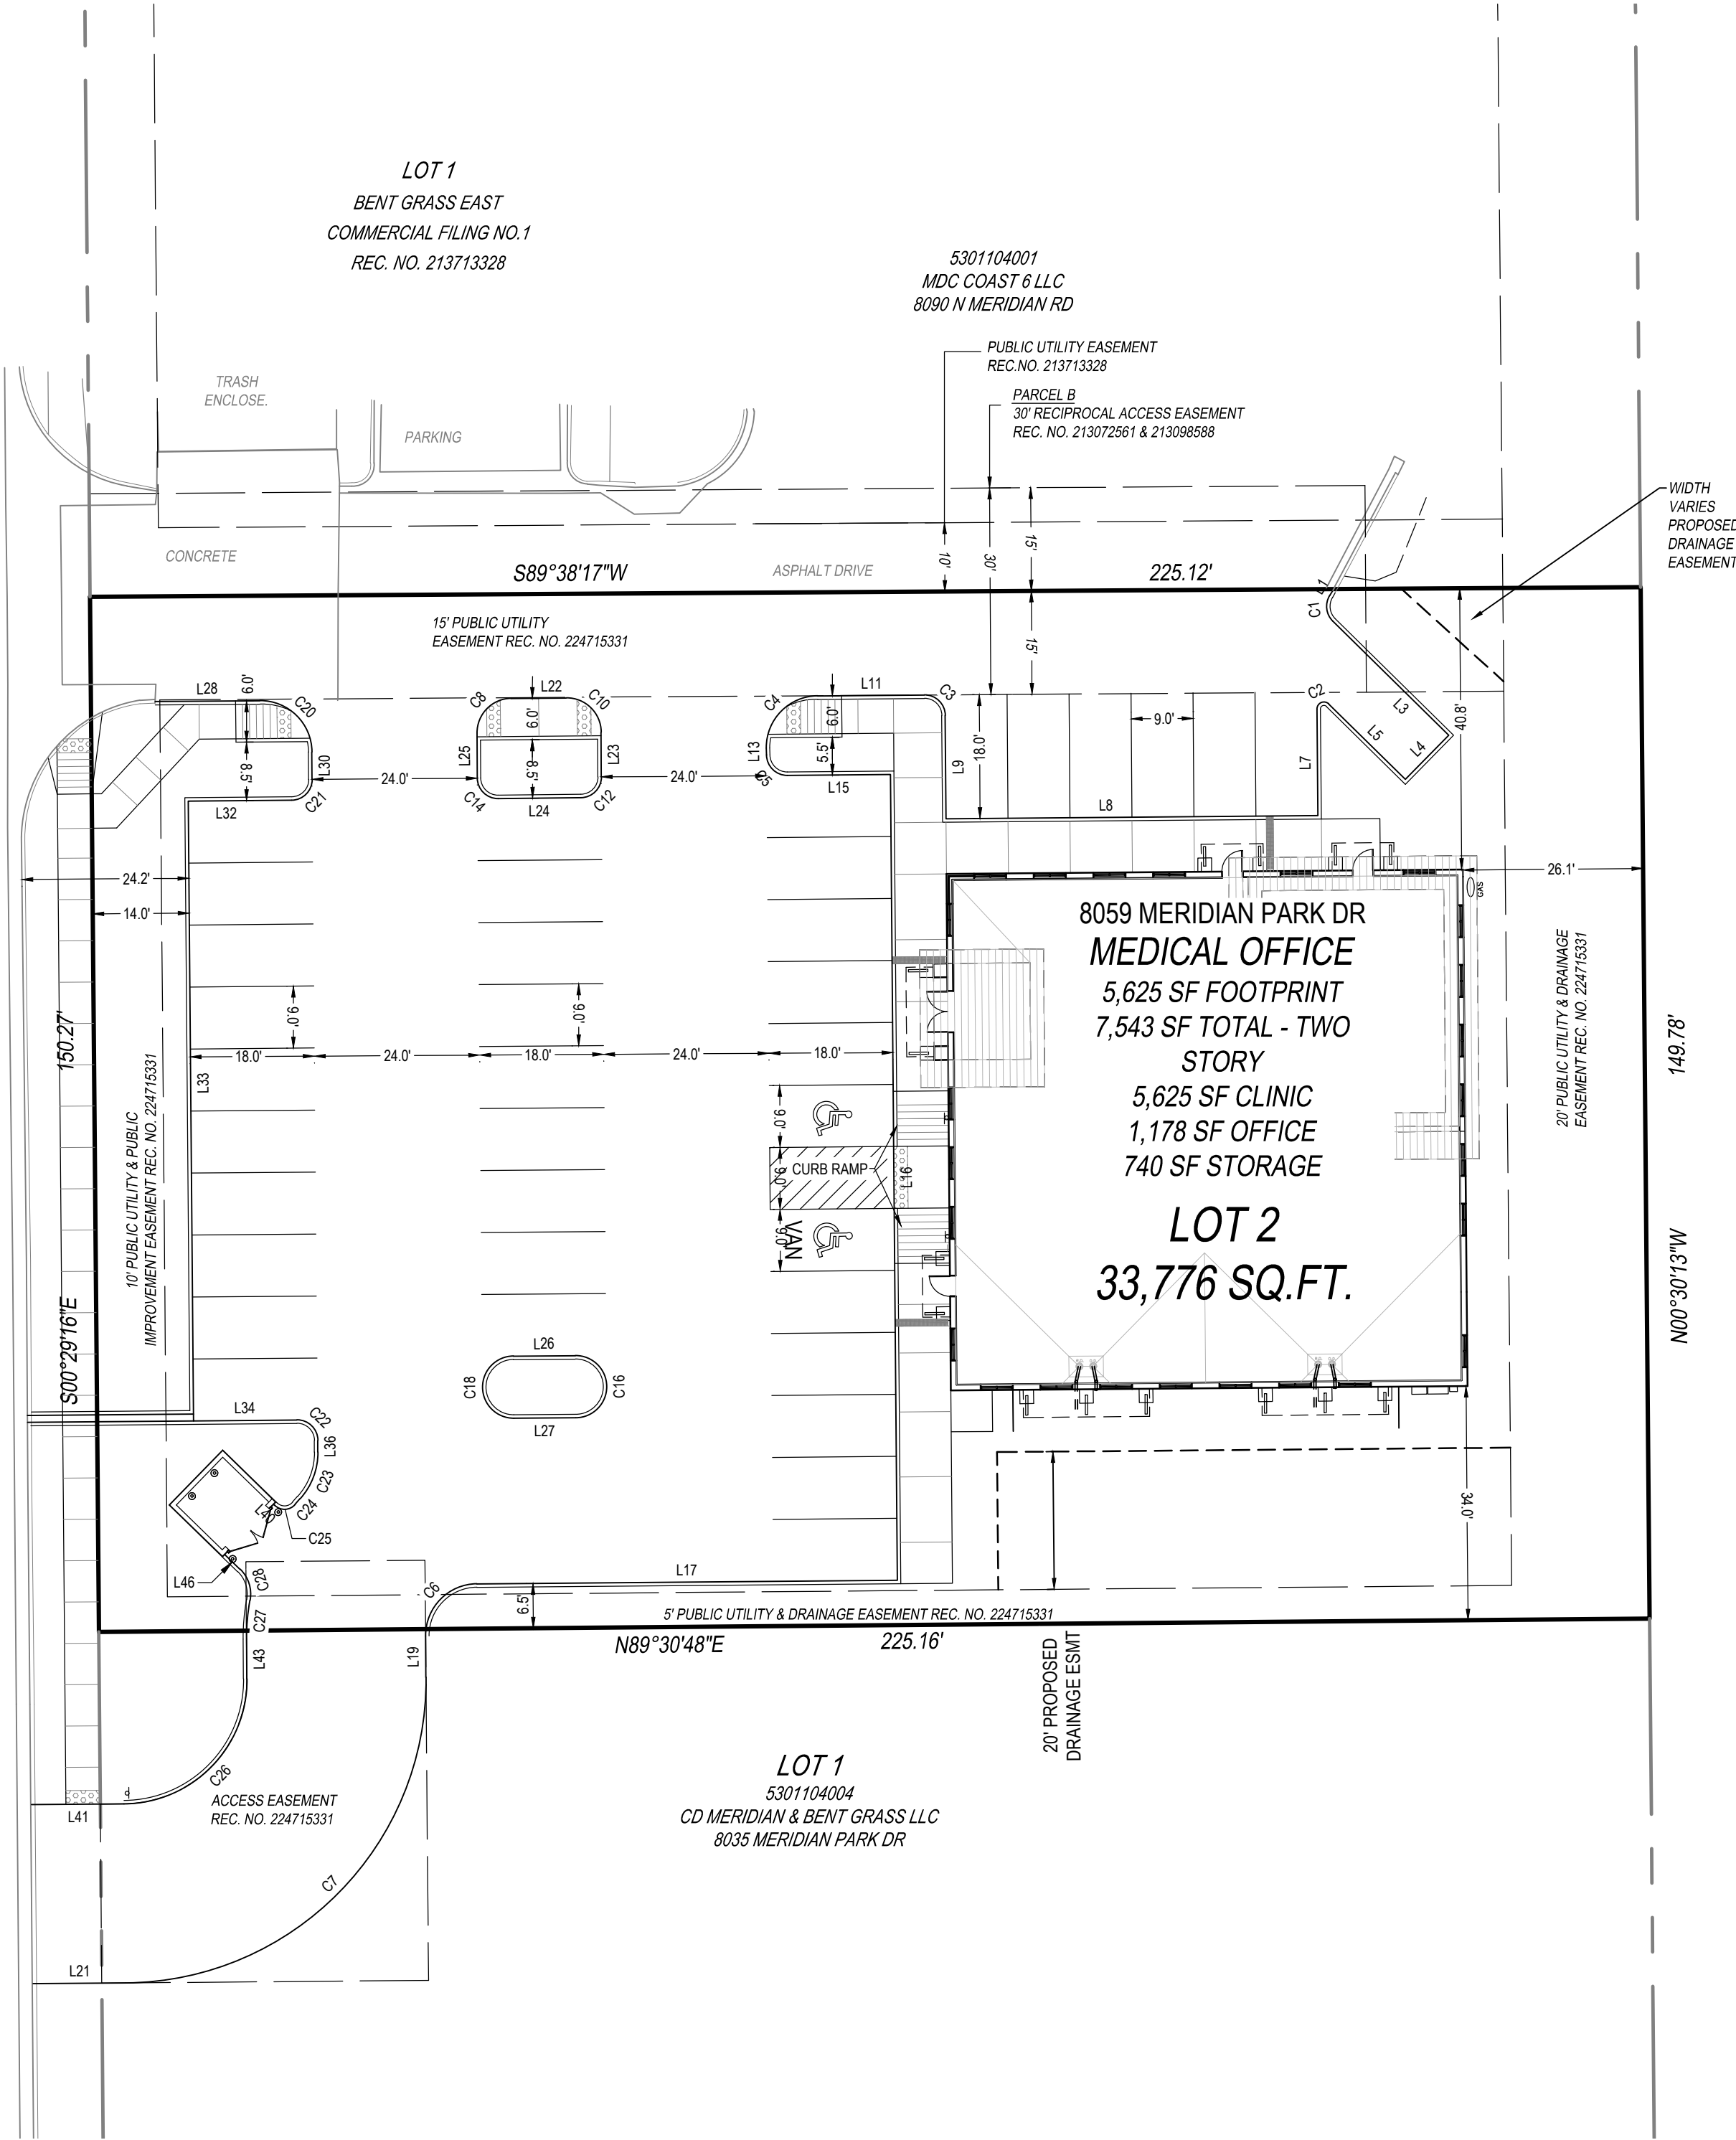 LOT 1
BENT GRASS EAST
COMMERCIAL FILING NO.1
REC. NO. 213713328
5301104001
MDC COAST 6 LLC
8090 N MERIDIAN RD
PUBLIC UTILITY EASEMENT
REC.NO. 213713328
PARCEL B
30' RECIPROCAL ACCESS EASEMENT
REC. NO. 213072561 & 213098588
TRASH
ENCLOSE.
PARKING
WIDTH
VARIES
PROPOSED
DRAINAGE
EASEMENT
CONCRETE
ASPHALT DRIVE
10'
30'
15'
S89°38'17"W
225.12'
L1
C1
15' PUBLIC UTILITY
EASEMENT REC. NO. 224715331
15'
L28
6.0'
C20
C8
L22
C10
6.0'
C4
L11
C3
6.0'
C2
L3
40.8'
9.0'
18.0'
L5
L4
L7
L9
L8
8.5'
L30
C21
L32
24.0'
L25
8.5'
L23
C14
L24
C12
24.0'
L13
5.5'
C5
L15
24.2'
14.0'
26.1'
GAS
8059 MERIDIAN PARK DR
MEDICAL OFFICE
5,625 SF FOOTPRINT
7,543 SF TOTAL - TWO
STORY
5,625 SF CLINIC
1,178 SF OFFICE
740 SF STORAGE
LOT 2
33,776 SQ.FT.
20' PUBLIC UTILITY & DRAINAGE
EASEMENT REC. NO. 224715331
149.78'
N00°30'13"W
150.27'
S00°29'16"E
10' PUBLIC UTILITY & PUBLIC
IMPROVEMENT EASEMENT REC. NO. 224715331
9.0'
9.0'
18.0'
24.0'
18.0'
24.0'
18.0'
L33
9.0'
9.0'
9.0'
CURB RAMP
L16
VAN
L26
C18
C16
L27
L34
C22
L36
C23
C24
L40
C25
L46
C28
C27
L43
34.0'
L17
C6
6.5'
5' PUBLIC UTILITY & DRAINAGE EASEMENT REC. NO. 224715331
N89°30'48"E
225.16'
L19
20' PROPOSED
DRAINAGE ESMT
LOT 1
5301104004
CD MERIDIAN & BENT GRASS LLC
8035 MERIDIAN PARK DR
C26
L41
ACCESS EASEMENT
REC. NO. 224715331
C7
L21